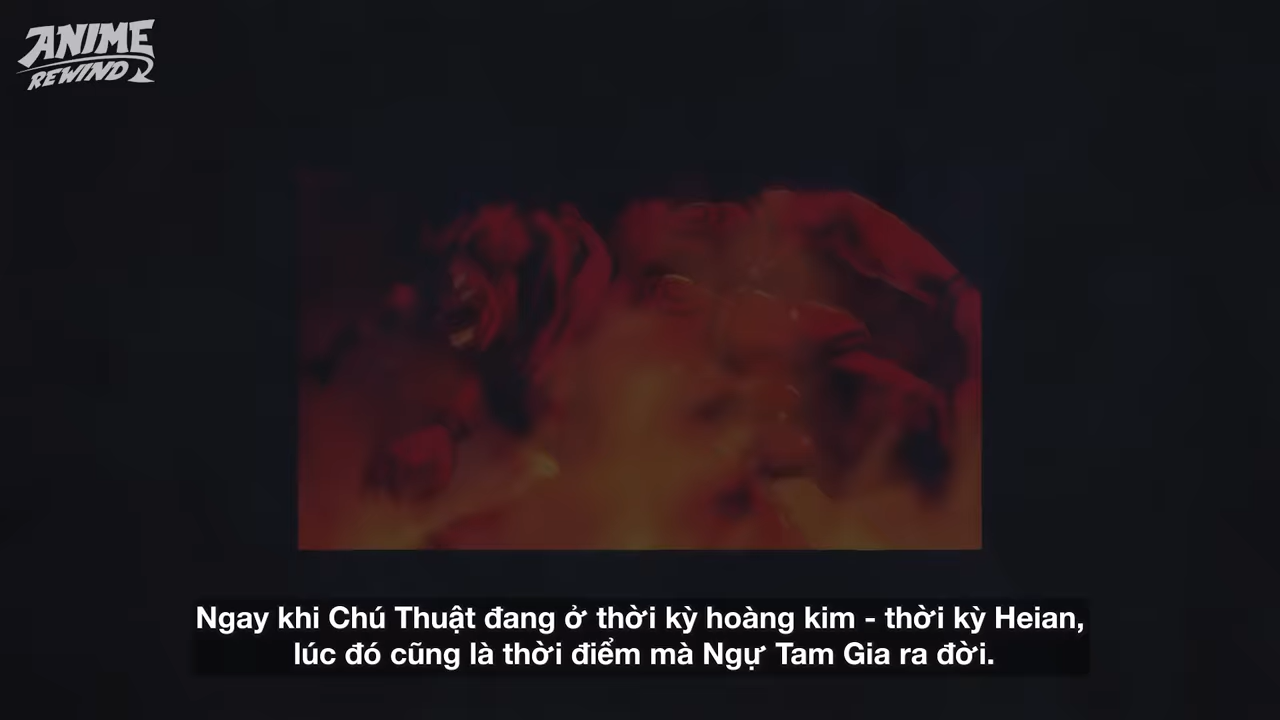 ANIME
REWIND
Ngay khi Chú Thuật đang ở thời kỳ hoàng kim - thời kỳ Heian,
lúc đó cũng là thời điểm mà Ngự Tam Gia ra đời.